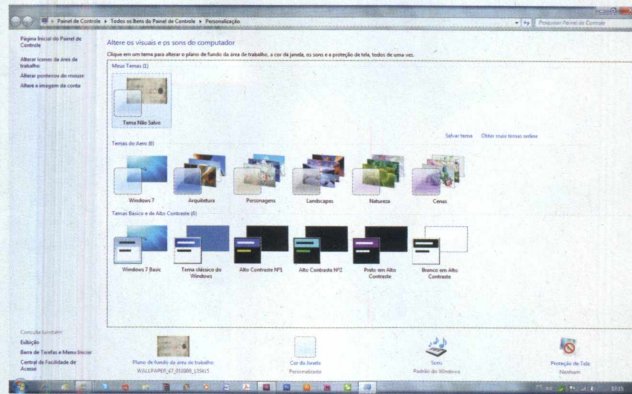 Painel de Controle ▸ Todos os Itens do Painel de Controle ▸ Personalização
Pesquisar Painel de Controle
Página Inicial do Painel de
Controle
Alterar ícones da área de
trabalho
Alterar ponteiros do mouse
Altere a imagem da conta
Altere os visuais e os sons do computador
Clique em um tema para alterar o plano de fundo da área de trabalho, a cor da janela, os sons e a proteção de tela, todos de uma vez.
Meus Temas (1)
Tema Não Salvo
Salvar tema Obter mais temas online
Temas do Aero (6)
Windows 7 Arquitetura Personagens Landscapes Natureza Cenas
Temas Básico e de Alto Contraste (6)
Windows 7 Basic Tema clássico do Alto Contraste Nº1 Alto Contraste Nº2 Preto em Alto Branco em Alto
Windows Contraste Contraste
Consulte também
Exibição
Barra de Tarefas e Menu Iniciar
Central de Facilidade de
Acesso
Plano de fundo da área de trabalho Cor da Janela Sons Proteção de Tela
Personalizada Padrão do Windows Nenhum